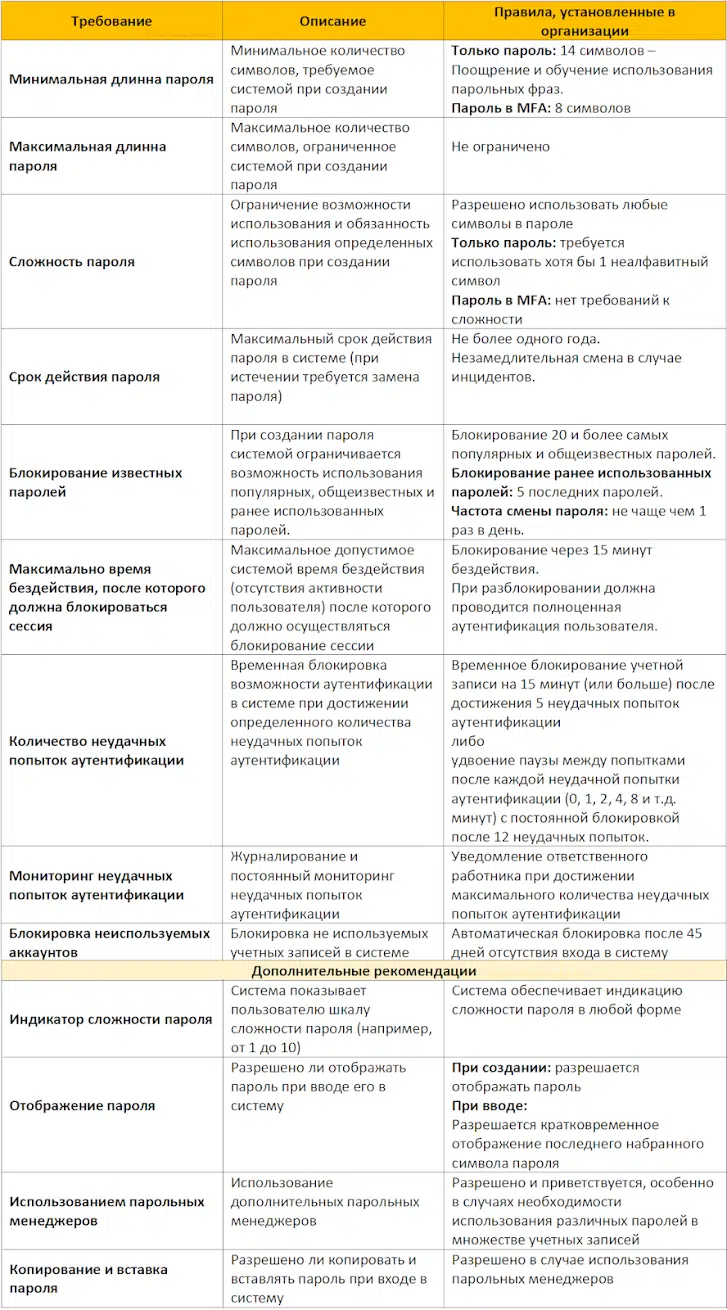 Требование
Описание
Правила, установленные в
организации
Минимальная длинна пароля
Минимальное количество
символов, требуемое
системой при создании
пароля
Только пароль: 14 символов –
Поощрение и обучение использования
парольных фраз.
Пароль в MFA: 8 символов
Максимальная длинна
пароля
Максимальное количество
символов, ограниченное
системой при создании
пароля
Не ограничено
Сложность пароля
Ограничение возможности
использования и обязанность
использования определенных
символов при создании
пароля
Разрешено использовать любые
символы в пароле
Только пароль: требуется
использовать хотя бы 1 неалфавитный
символ
Пароль в MFA: нет требований к
сложности
Срок действия пароля
Максимальный срок действия
пароля в системе (при
истечении требуется замена
пароля)
Не более одного года.
Незамедлительная смена в случае
инцидентов.
Блокирование известных
паролей
При создании пароля
системой ограничивается
возможность использования
популярных, общеизвестных и
ранее использованных
паролей.
Блокирование 20 и более самых
популярных и общеизвестных паролей.
Блокирование ранее использованных
паролей: 5 последних паролей.
Частота смены пароля: не чаще чем 1
раз в день.
Максимально время
бездействия, после которого
должна блокироваться
сессия
Максимальное допустимое
системой время бездействия
(отсутствия активности
пользователя) после которого
должно осуществляться
блокирование сессии
Блокирование через 15 минут
бездействия.
При разблокировании должна
проводится полноценная
аутентификация пользователя.
Количество неудачных
попыток аутентификации
Временная блокировка
возможности аутентификации
в системе при достижении
определенного количества
неудачных попыток
аутентификации
Временное блокирование учетной
записи на 15 минут (или больше) после
достижения 5 неудачных попыток
аутентификации
либо
удвоение паузы между попытками
после каждой неудачной попытки
аутентификации (0, 1, 2, 4, 8 и т.д.
минут) с постоянной блокировкой
после 12 неудачных попыток.
Мониторинг неудачных
попыток аутентификации
Журналирование и
постоянный мониторинг
неудачных попыток
аутентификации
Уведомление ответственного
работника при достижении
максимального количества неудачных
попыток аутентификации
Блокировка неиспользуемых
аккаунтов
Блокировка не используемых
учетных записей в системе
Автоматическая блокировка после 45
дней отсутствия входа в систему
Дополнительные рекомендации
Индикатор сложности пароля
Система показывает
пользователю шкалу
сложности пароля (например,
от 1 до 10)
Система обеспечивает индикацию
сложности пароля в любой форме
Отображение пароля
Разрешено ли отображать
пароль при вводе его в
систему
При создании: разрешается
отображать пароль
При вводе:
Разрешается кратковременное
отображение последнего набранного
символа пароля
Использованием парольных
менеджеров
Использование
дополнительных парольных
менеджеров
Разрешено и приветствуется, особенно
в случаях необходимости
использования различных паролей в
множестве учетных записей
Копирование и вставка
пароля
Разрешено ли копировать и
вставлять пароль при входе в
систему
Разрешено в случае использования
парольных менеджеров